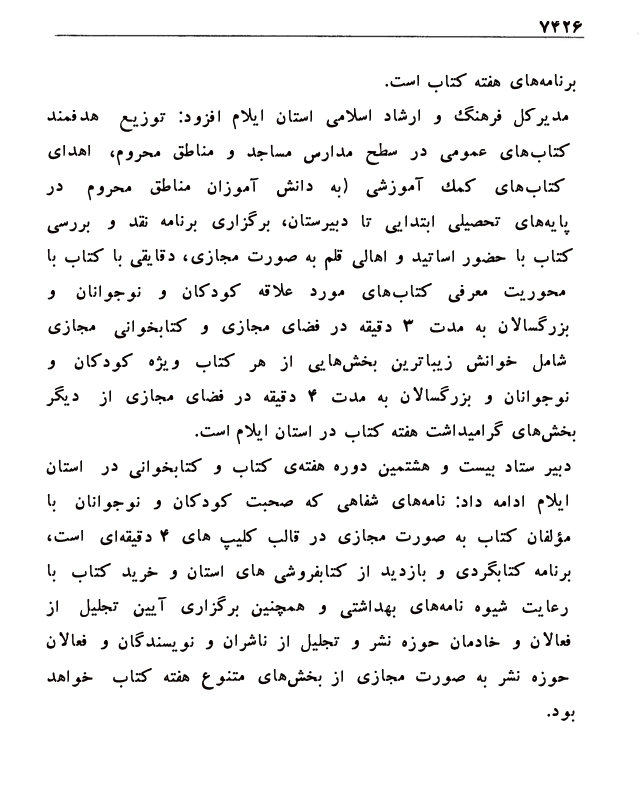 ۷۴۲۶
برنامه‌های هفته کتاب است.
مدیرکل فرهنگ و ارشاد اسلامی استان ایلام افزود: توزیع هدفمند
کتاب‌های عمومی در سطح مدارس مساجد و مناطق محروم، اهدای
کتاب‌های کمك آموزشی (به دانش آموزان مناطق محروم در
پایه‌های تحصیلی ابتدایی تا دبیرستان، برگزاری برنامه نقد و بررسی
کتاب با حضور اساتید و اهالی قلم به صورت مجازی، دقایقی با کتاب با
محوریت معرفی کتاب‌های مورد علاقه کودکان و نوجوانان و
بزرگسالان به مدت ۳ دقیقه در فضای مجازی و کتابخوانی مجازی
شامل خوانش زیباترین بخش‌هایی از هر کتاب ویژه کودکان و
نوجوانان و بزرگسالان به مدت ۴ دقیقه در فضای مجازی از دیگر
بخش‌های گرامیداشت هفته کتاب در استان ایلام است.
دبیر ستاد بیست و هشتمین دوره هفته‌ی کتاب و کتابخوانی در استان
ایلام ادامه داد: نامه‌های شفاهی که صحبت کودکان و نوجوانان با
مؤلفان کتاب به صورت مجازی در قالب کلیپ های ۴ دقیقه‌ای است،
برنامه کتابگردی و بازدید از کتابفروشی های استان و خرید کتاب با
رعایت شیوه نامه‌های بهداشتی و همچنین برگزاری آیین تجلیل از
فعالان و خادمان حوزه نشر و تجلیل از ناشران و نویسندگان و فعالان
حوزه نشر به صورت مجازی از بخش‌های متنوع هفته کتاب خواهد
بود.